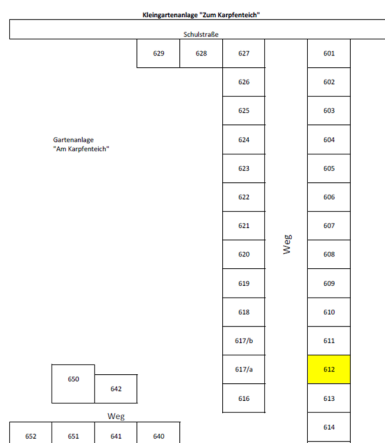 Kleingartenanlage "Zum Karpfenteich"
Schulstraße
629 628 627 601
626 602
625 603
Gartenanlage
"Am Karpfenteich"
624 604
623 605
622 606
621 607
Weg
620 608
619 609
618 610
617/b 611
650 617/a 612
642 616 613
Weg
614
652 651 641 640